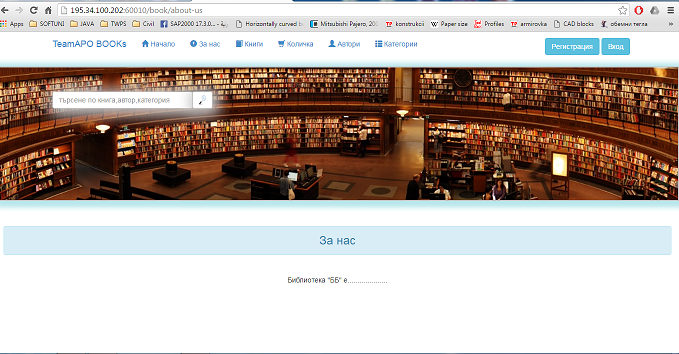 195.34.100.202:60010/book/about-us
Apps SOFTUNI JAVA TWPS Civil SAP2000 17.3.0... Horizontally curved b Mitsubishi Pajero, 20 konstrukcii Paper size Profiles armirovka CAD blocks обемни тегла
TeamAPO BOOKs Начало За нас Книги Количка Автори Категории Регистрация Вход
търсене по книга,автор,категория
За нас
Библиотека "ББ" е....................